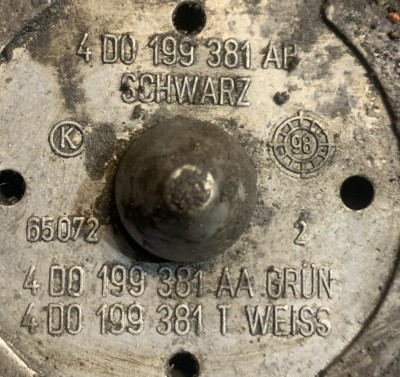 4 D0 199 381 AP
SCHWARZ
K
98
65072
2
4 D0 199 381 AA GRÜN
4 D0 199 381 T WEISS